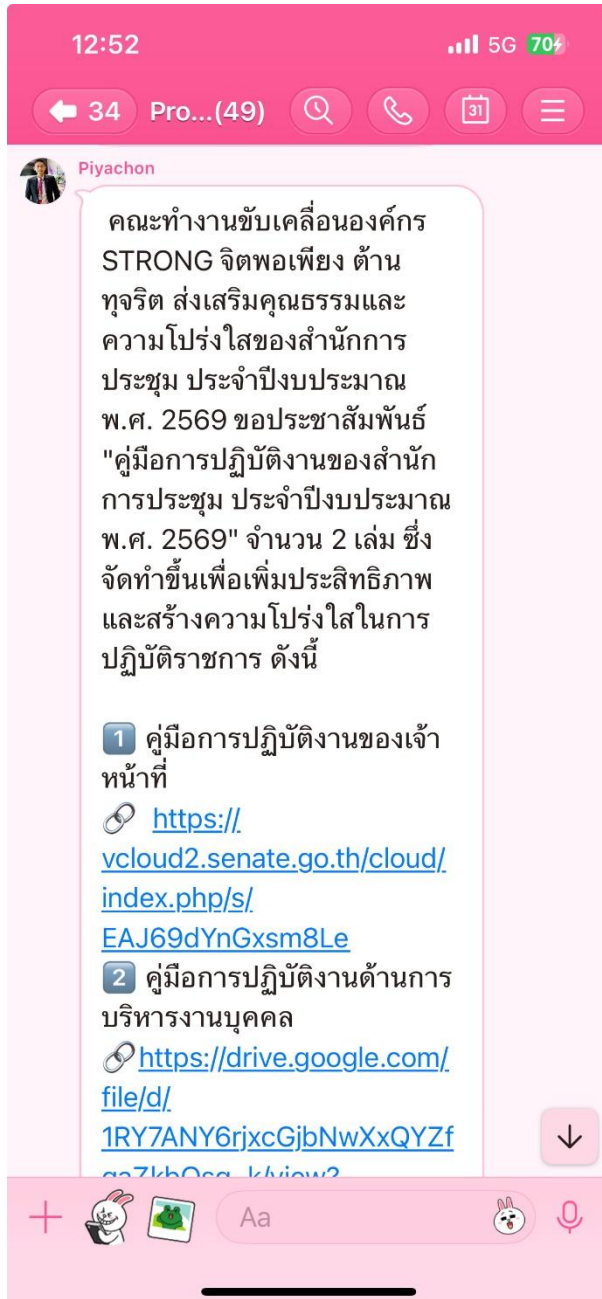 12:52
5G 70
34 Pro...(49) 31
Piyachon
คณะทำงานขับเคลื่อนองค์กร
STRONG จิตพอเพียง ต้าน
ทุจริต ส่งเสริมคุณธรรมและ
ความโปร่งใสของสำนักการ
ประชุม ประจำปีงบประมาณ
พ.ศ. 2569 ขอประชาสัมพันธ์
"คู่มือการปฏิบัติงานของสำนัก
การประชุม ประจำปีงบประมาณ
พ.ศ. 2569" จำนวน 2 เล่ม ซึ่ง
จัดทำขึ้นเพื่อเพิ่มประสิทธิภาพ
และสร้างความโปร่งใสในการ
ปฏิบัติราชการ ดังนี้
1️⃣ คู่มือการปฏิบัติงานของเจ้า
หน้าที่
🔗 https://
vcloud2.senate.go.th/cloud/
index.php/s/
EAJ69dYnGxsm8Le
2️⃣ คู่มือการปฏิบัติงานด้านการ
บริหารงานบุคคล
🔗https://drive.google.com/
file/d/
1RY7ANY6rjxcGjbNwXxQYZf
Aa